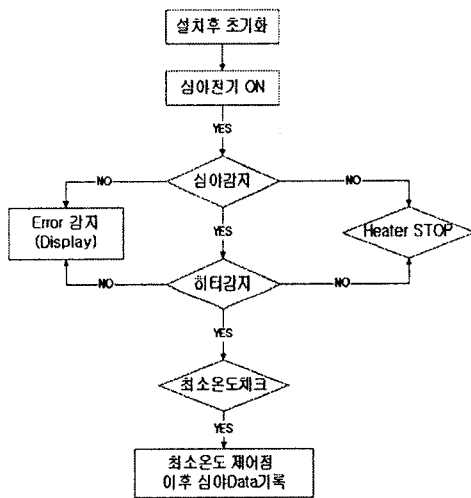 설치후 초기화
심야전기 ON
YES
심야감지
NO
NO
Error 감지
(Display)
YES
Heater STOP
히터감지
NO
NO
YES
최소온도체크
YES
최소온도 제어점
이후 심야Data기록